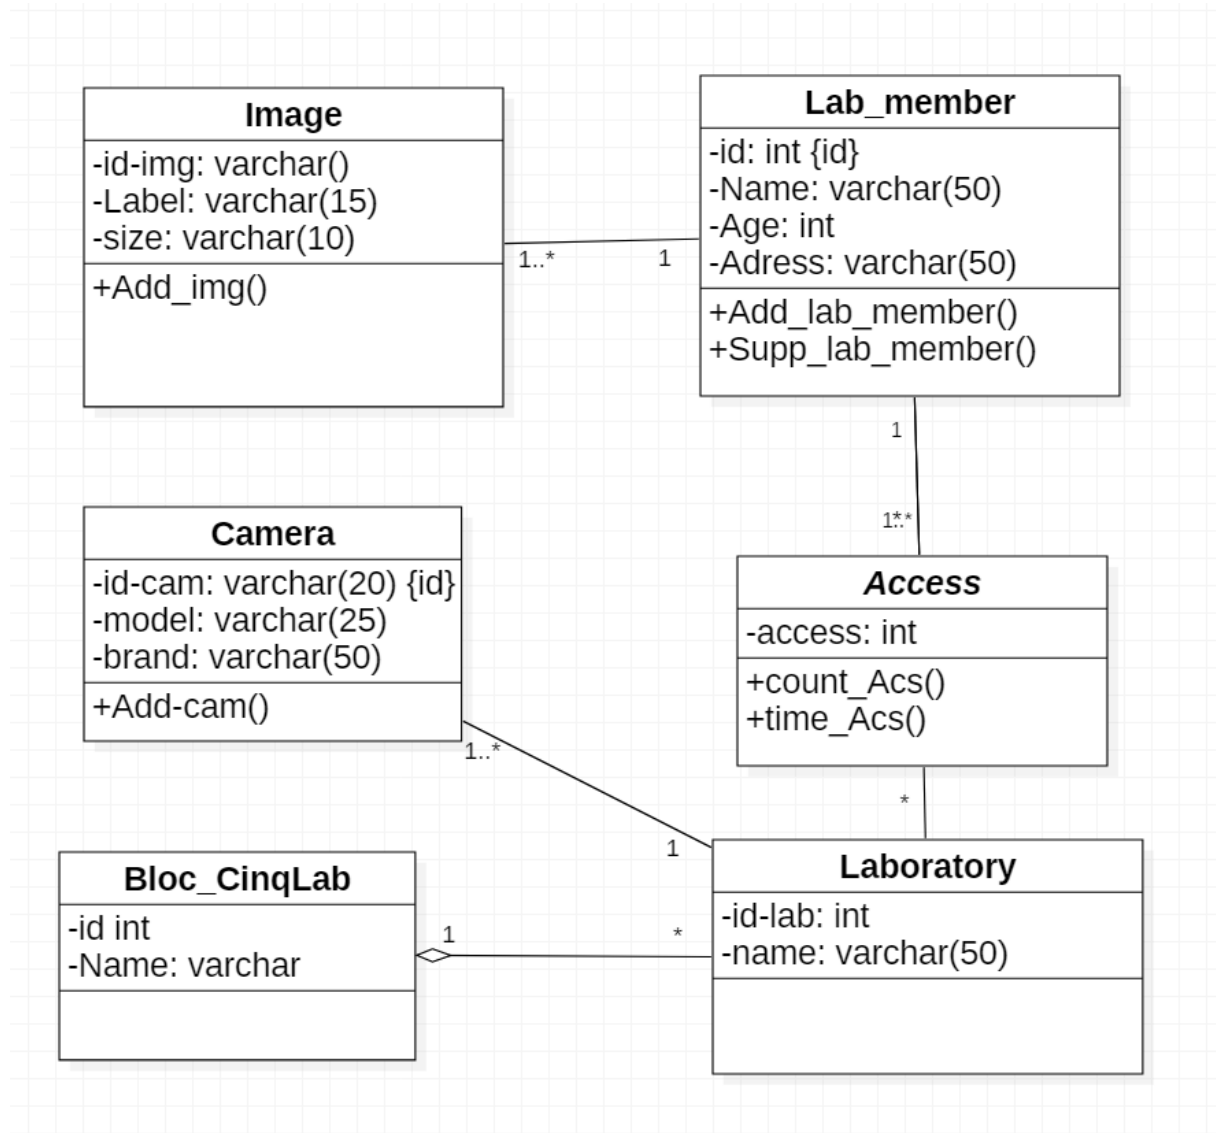 Image
-id-img: varchar()
-Label: varchar(15)
-size: varchar(10)
+Add_img()
1..*
1
Lab_member
-id: int {id}
-Name: varchar(50)
-Age: int
-Adress: varchar(50)
+Add_lab_member()
+Supp_lab_member()
1
Camera
-id-cam: varchar(20) {id}
-model: varchar(25)
-brand: varchar(50)
+Add-cam()
1..*
1
Access
-access: int
+count_Acs()
+time_Acs()
*
Bloc_CinqLab
-id int
-Name: varchar
1
*
Laboratory
-id-lab: int
-name: varchar(50)